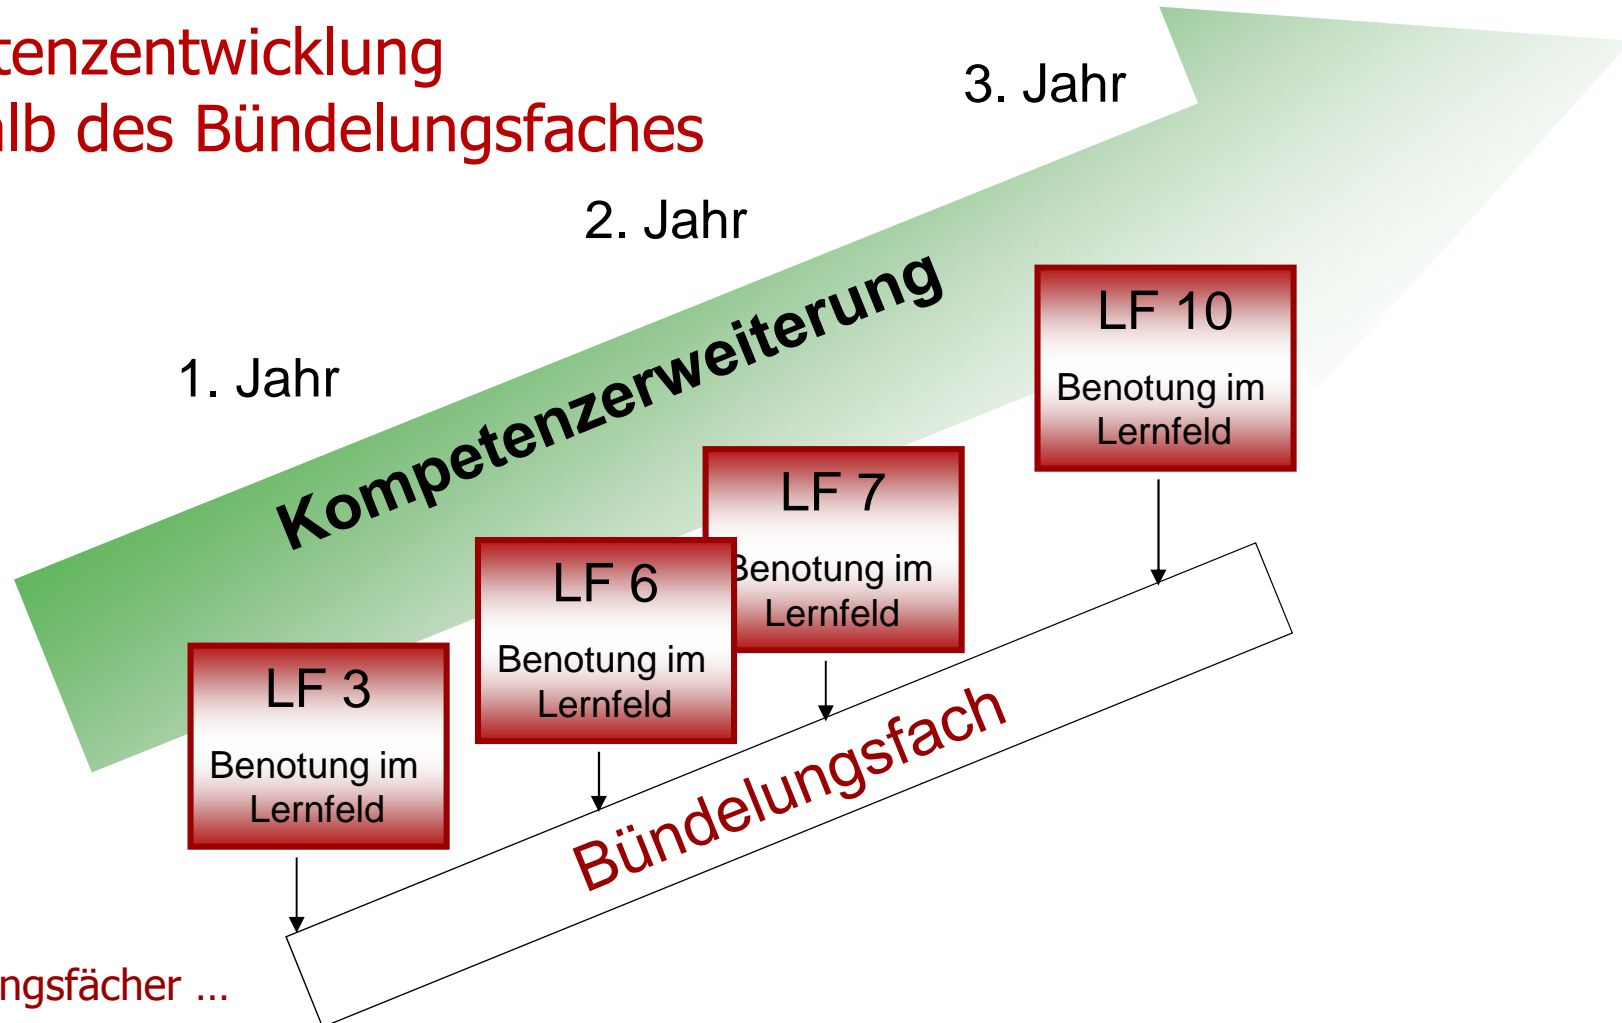 tenzentwicklung
alb des Bündelungsfaches
3. Jahr
2. Jahr
1. Jahr
Kompetenzerweiterung
LF 10
Benotung im
Lernfeld
LF 7
Benotung im
Lernfeld
LF 6
Benotung im
Lernfeld
LF 3
Benotung im
Lernfeld
Bündelungsfach
ngsfächer ...